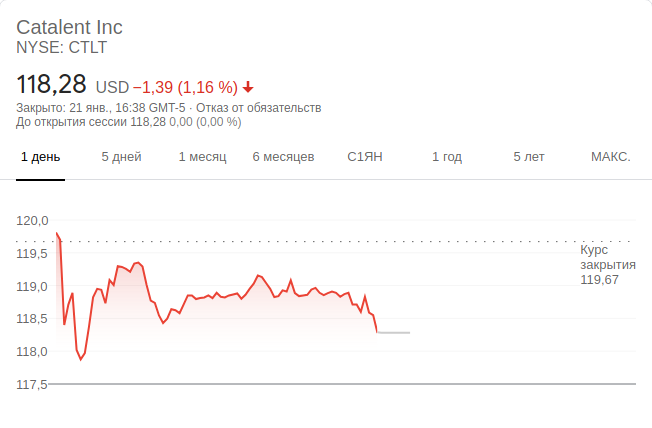 Catalent Inc
NYSE: CTLT
118,28 USD −1,39 (1,16 %)
Закрыто: 21 янв., 16:38 GMT-5 · Отказ от обязательств
До открытия сессии 118,28 0,00 (0,00 %)
1 день 5 дней 1 месяц 6 месяцев С1ЯН 1 год 5 лет МАКС.
120,0
119,5
119,0
118,5
118,0
117,5
Курс
закрытия
119,67